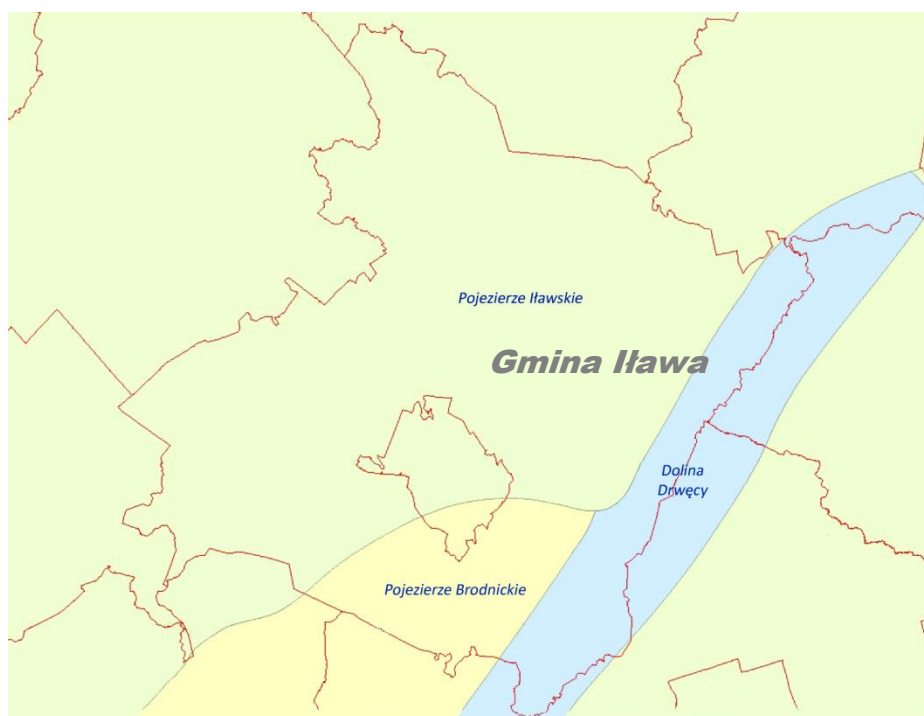 Pojezierze Iławskie
Gmina Iława
Dolina
Drwęcy
Pojezierze Brodnickie